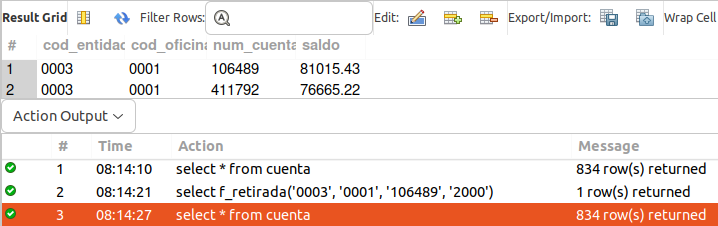 Result Grid Filter Rows: Edit: Export/Import: Wrap Cell
# cod_entidad cod_oficina num_cuenta saldo
1 0003 0001 106489 81015.43
2 0003 0001 411792 76665.22
Action Output
# Time Action Message
1 08:14:10 select * from cuenta 834 row(s) returned
2 08:14:21 select f_retirada('0003', '0001', '106489', '2000') 1 row(s) returned
3 08:14:27 select * from cuenta 834 row(s) returned